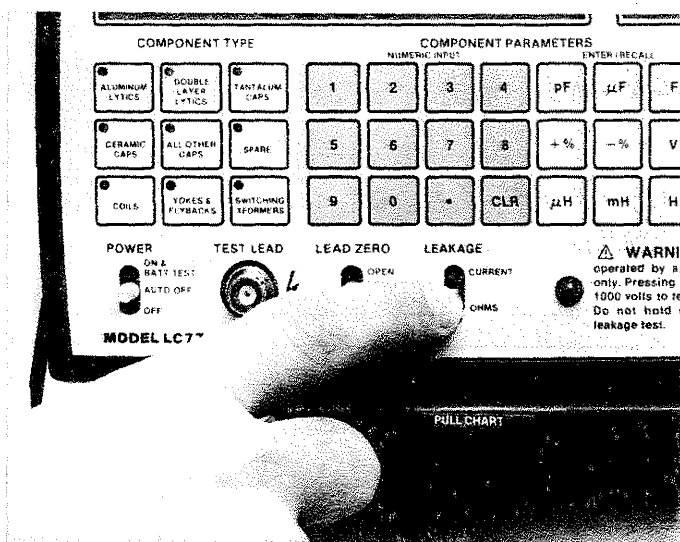 COMPONENT TYPE
COMPONENT PARAMETERS
NUMERIC INPUT
ENTER / RECALL
ALUMINUM
LYTICS
DOUBLE
LAYER
LYTICS
TANTALUM
CAPS
1
2
3
4
pF
μF
F
CERAMIC
CAPS
ALL OTHER
CAPS
SPARE
5
6
7
8
+ %
- %
V
COILS
YOKES &
FLYBACKS
SWITCHING
XFORMERS
9
0
CLR
μH
mH
H
POWER
ON &
BATT TEST
AUTO OFF
OFF
TEST LEAD
LEAD ZERO
OPEN
LEAKAGE
CURRENT
OHMS
⚠ WARNI
operated by a
only. Pressing
1000 volts to te
Do not hold
leakage test.
MODEL LC7
PULL CHART